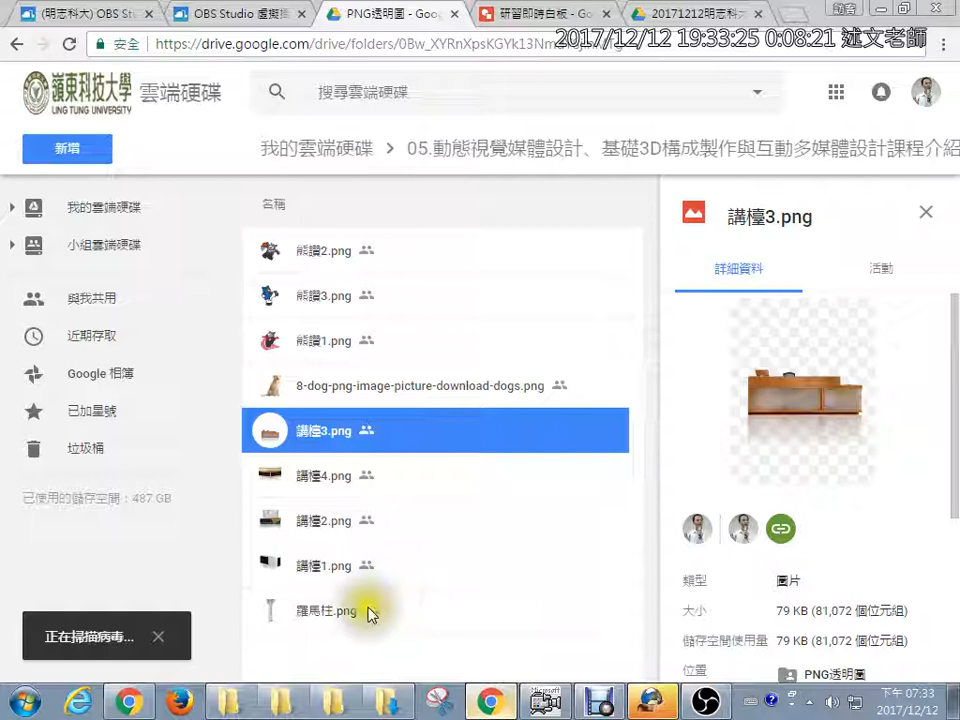 (明志科大) OBS St
OBS Studio 虛擬攝
PNG透明圖 - Goo
研習即時白板 - Goo
20171212明志科
安全
https://drive.google.com/drive/folders/0Bw_XYRnXpsKGYk13Nm
2017/12/12 19:33:25 0:08:21 述文老師
嶺東科技大學
LING TUNG UNIVERSITY
雲端硬碟
搜尋雲端硬碟
新增
我的雲端硬碟 > 05.動態視覺媒體設計、基礎3D構成製作與互動多媒體設計課程介紹
我的雲端硬碟
小組雲端硬碟
與我共用
近期存取
Google 相簿
已加星號
垃圾桶
已使用的儲存空間：487 GB
名稱
熊讚2.png
熊讚3.png
熊讚1.png
8-dog-png-image-picture-download-dogs.png
講檯3.png
講檯4.png
講檯2.png
講檯1.png
羅馬柱.png
正在掃描病毒...
講檯3.png
詳細資料
活動
類型 圖片
大小 79 KB (81,072 個位元組)
儲存空間使用量 79 KB (81,072 個位元組)
位置 PNG透明圖
Microsoft
下午 07:33
2017/12/12